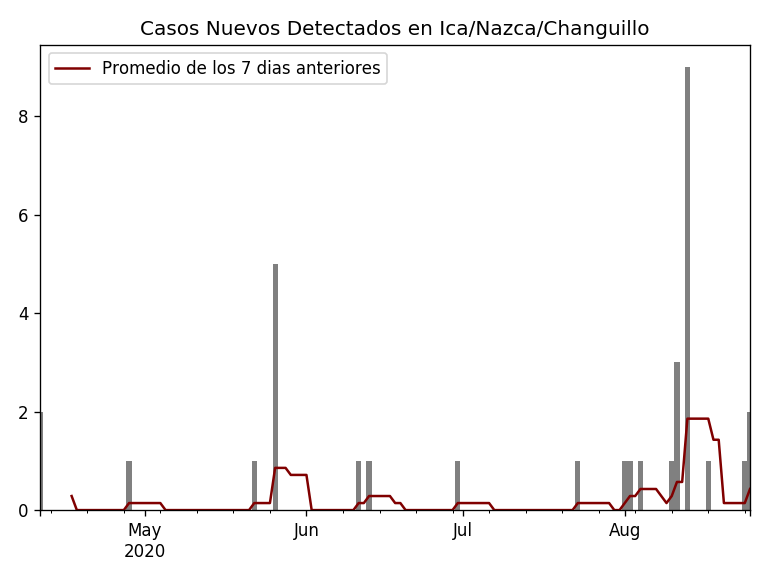 Casos Nuevos Detectados en Ica/Nazca/Changuillo
Promedio de los 7 dias anteriores
8
6
4
2
0
May Jun Jul Aug
2020